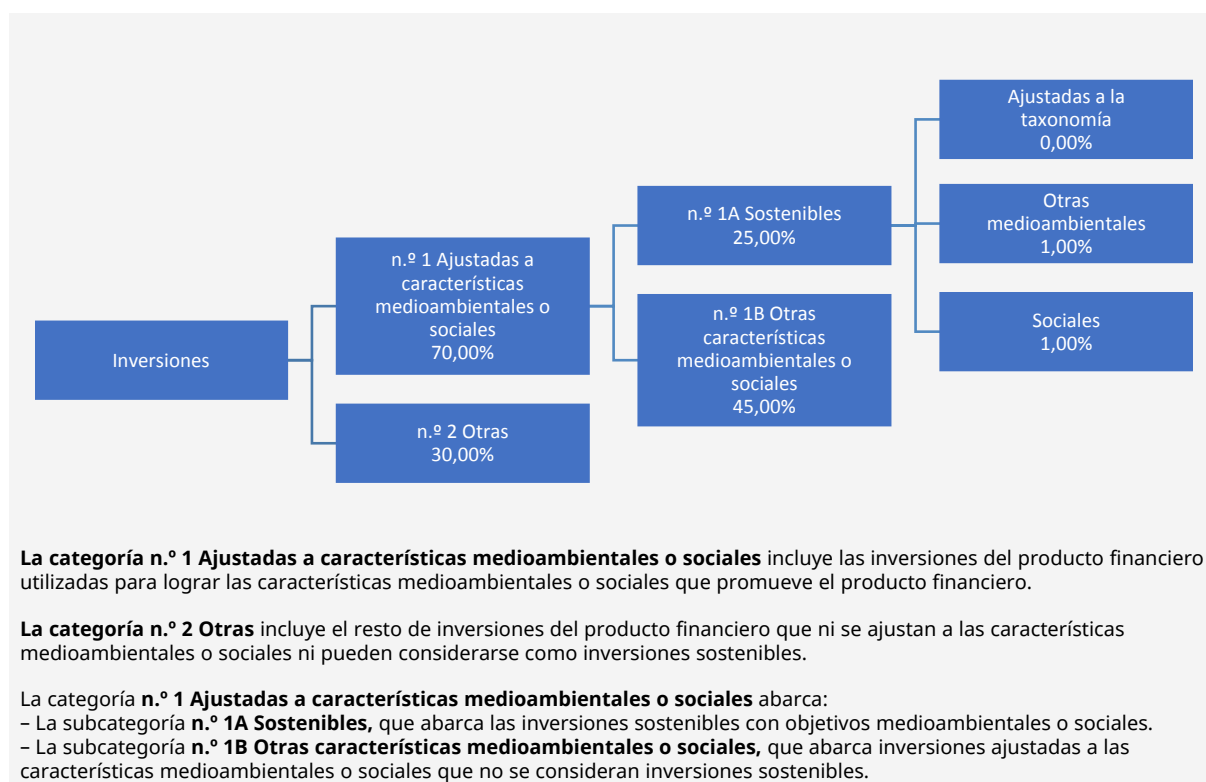 Inversiones
n.º 1 Ajustadas a
características
medioambientales o
sociales
70,00%
n.º 2 Otras
30,00%
n.º 1A Sostenibles
25,00%
n.º 1B Otras
características
medioambientales o
sociales
45,00%
Ajustadas a la
taxonomía
0,00%
Otras
medioambientales
1,00%
Sociales
1,00%
La categoría n.º 1 Ajustadas a características medioambientales o sociales incluye las inversiones del producto financiero
utilizadas para lograr las características medioambientales o sociales que promueve el producto financiero.
La categoría n.º 2 Otras incluye el resto de inversiones del producto financiero que ni se ajustan a las características
medioambientales o sociales ni pueden considerarse como inversiones sostenibles.
La categoría n.º 1 Ajustadas a características medioambientales o sociales abarca:
– La subcategoría n.º 1A Sostenibles, que abarca las inversiones sostenibles con objetivos medioambientales o sociales.
– La subcategoría n.º 1B Otras características medioambientales o sociales, que abarca inversiones ajustadas a las
características medioambientales o sociales que no se consideran inversiones sostenibles.